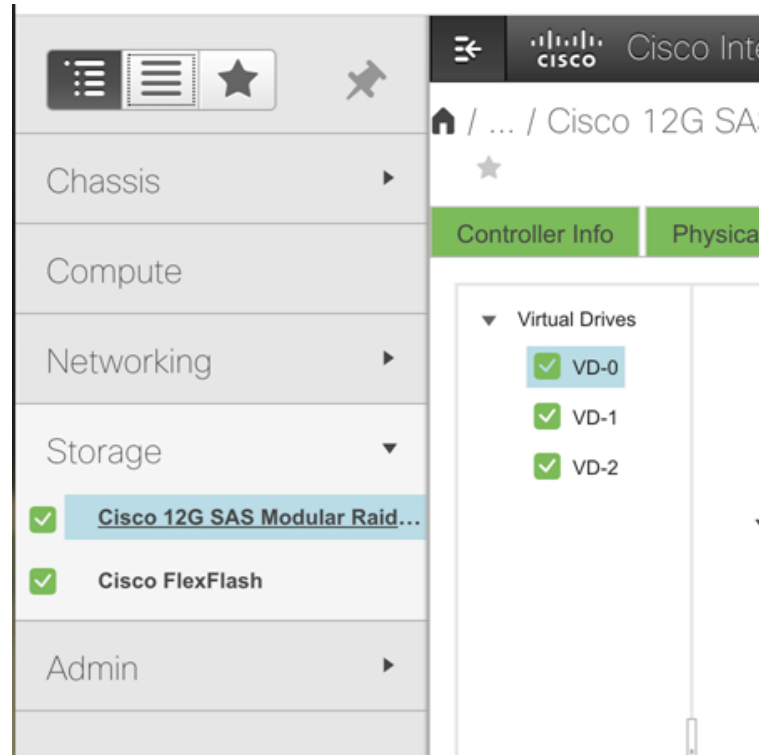 Chassis
Compute
Networking
Storage
Cisco 12G SAS Modular Raid...
Cisco FlexFlash
Admin
CISCO Cisco Inte
/ ... / Cisco 12G SAS
Controller Info Physica
Virtual Drives
VD-0
VD-1
VD-2